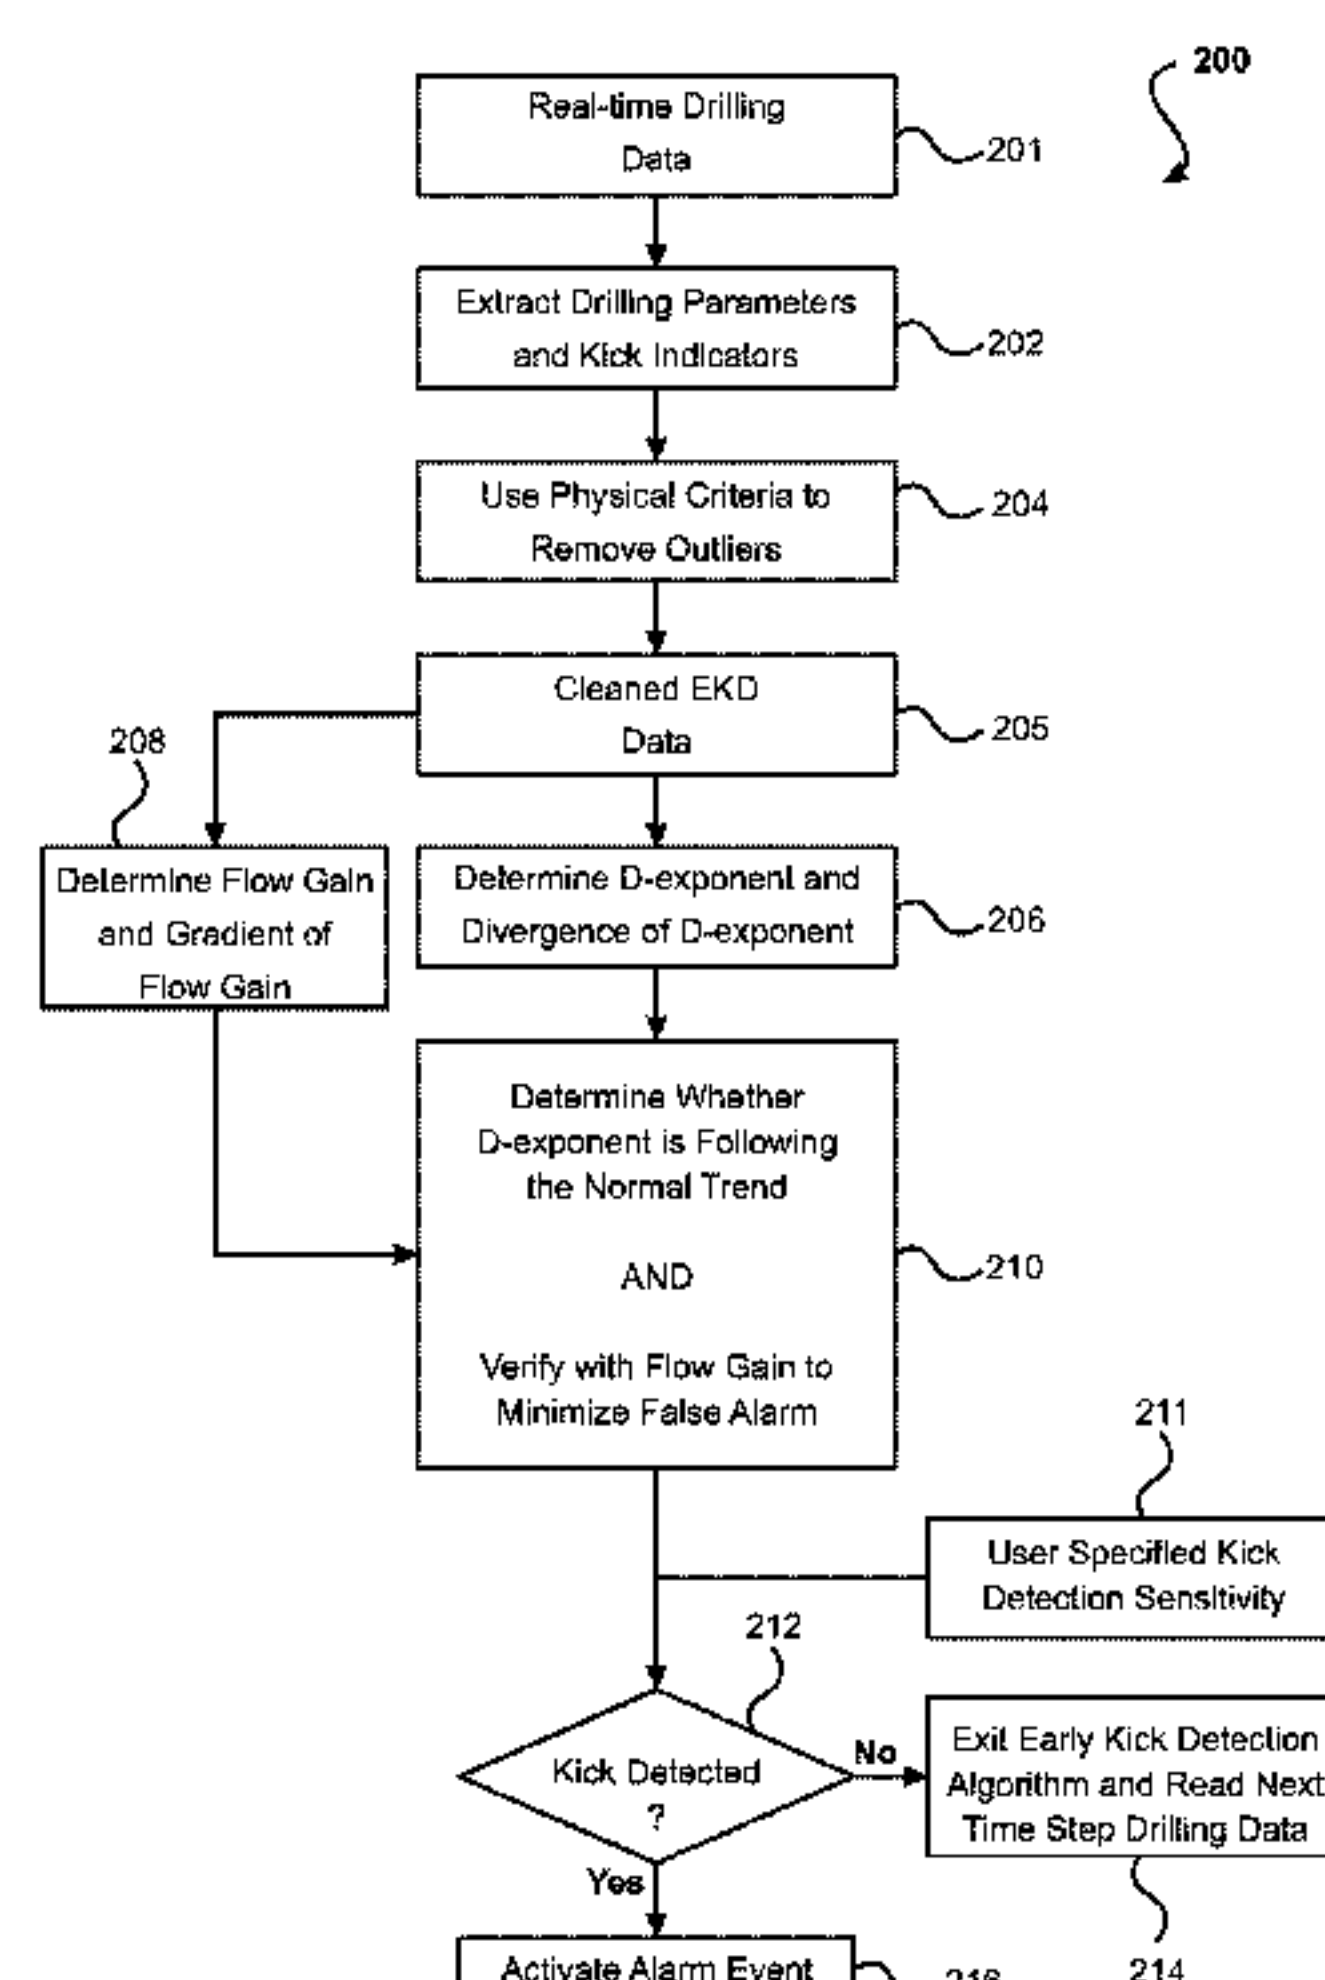 200
Real-time Drilling
Data
201
Extract Drilling Parameters
and Kick Indicators
202
Use Physical Criteria to
Remove Outliers
204
Cleaned EKD
Data
205
208
Determine Flow Gain
and Gradient of
Flow Gain
Determine D-exponent and
Divergence of D-exponent
206
Determine Whether
D-exponent is Following
the Normal Trend
AND
Verify with Flow Gain to
Minimize False Alarm
210
211
User Specified Kick
Detection Sensitivity
212
Kick Detected
?
No
Exit Early Kick Detection
Algorithm and Read Next
Time Step Drilling Data
214
Yes
Activate Alarm Event